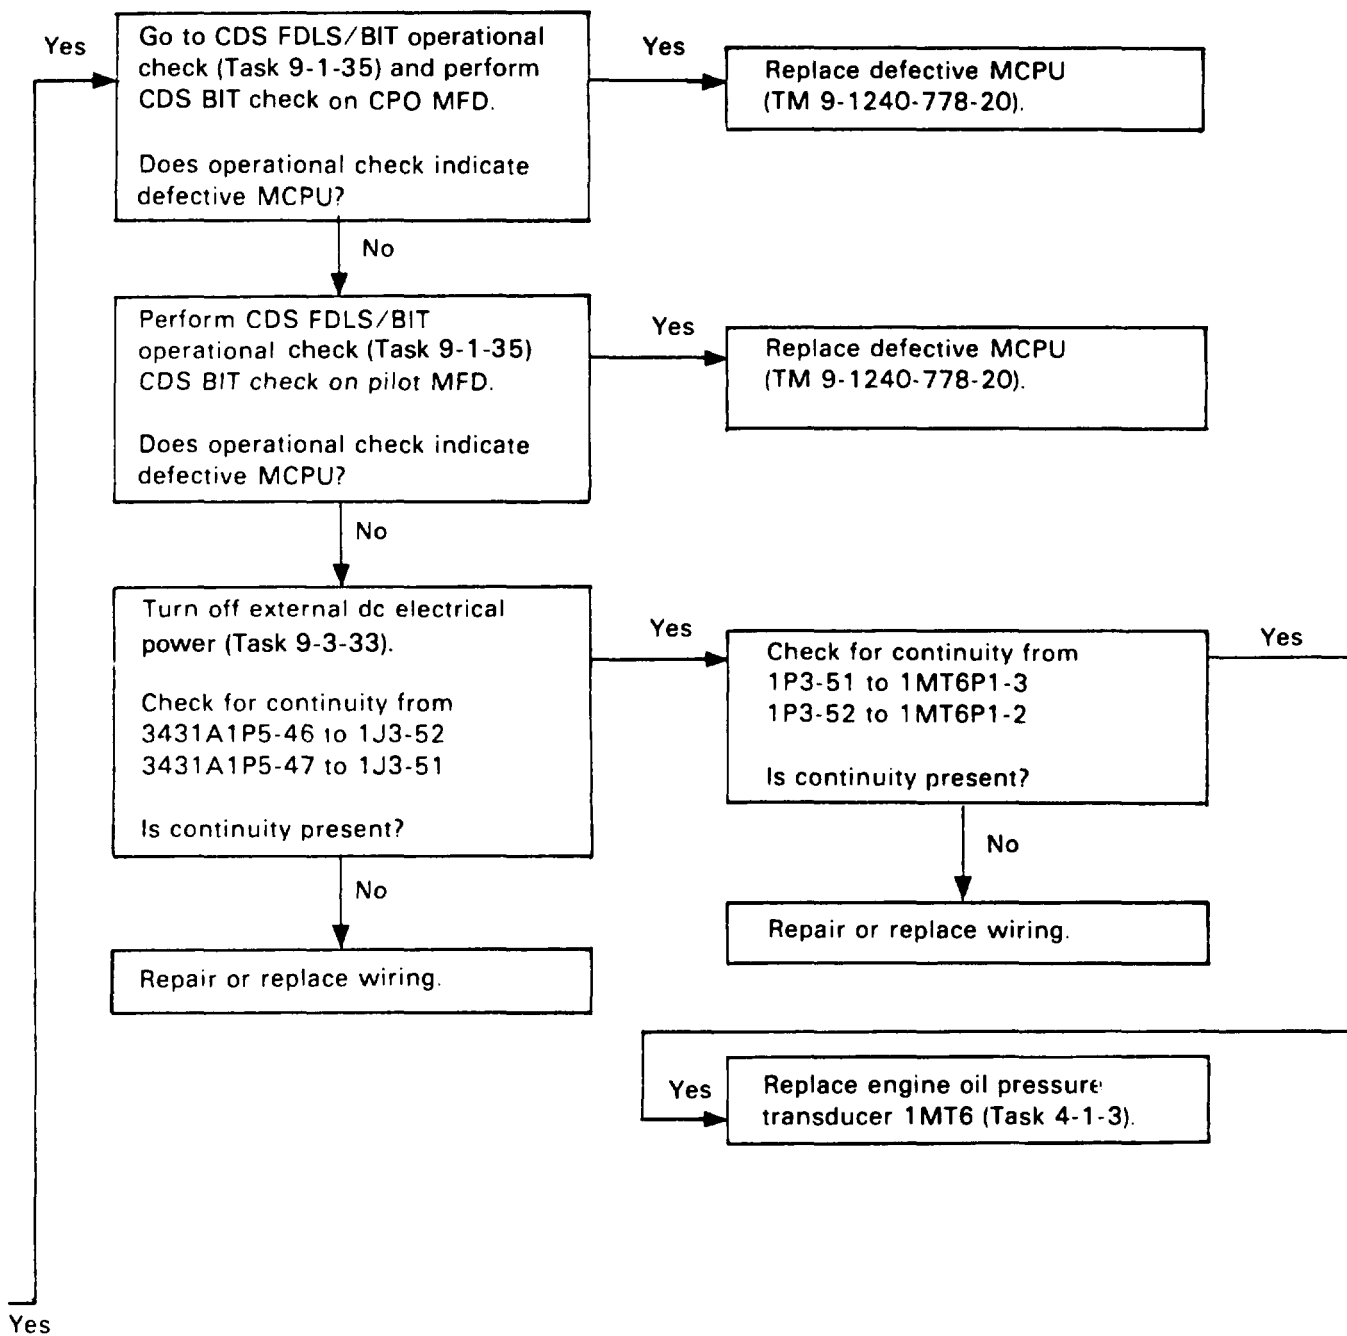 Yes
Go to CDS FDLS/BIT operational
check (Task 9-1-35) and perform
CDS BIT check on CPO MFD.
Does operational check indicate
defective MCPU?
Yes
Replace defective MCPU
(TM 9-1240-778-20).
No
Perform CDS FDLS/BIT
operational check (Task 9-1-35)
CDS BIT check on pilot MFD.
Does operational check indicate
defective MCPU?
Yes
Replace defective MCPU
(TM 9-1240-778-20).
No
Turn off external dc electrical
power (Task 9-3-33).
Check for continuity from
3431A1P5-46 to 1J3-52
3431A1P5-47 to 1J3-51
Is continuity present?
Yes
Check for continuity from
1P3-51 to 1MT6P1-3
1P3-52 to 1MT6P1-2
Is continuity present?
Yes
No
Repair or replace wiring.
No
Repair or replace wiring.
Yes
Replace engine oil pressure
transducer 1MT6 (Task 4-1-3).
Yes